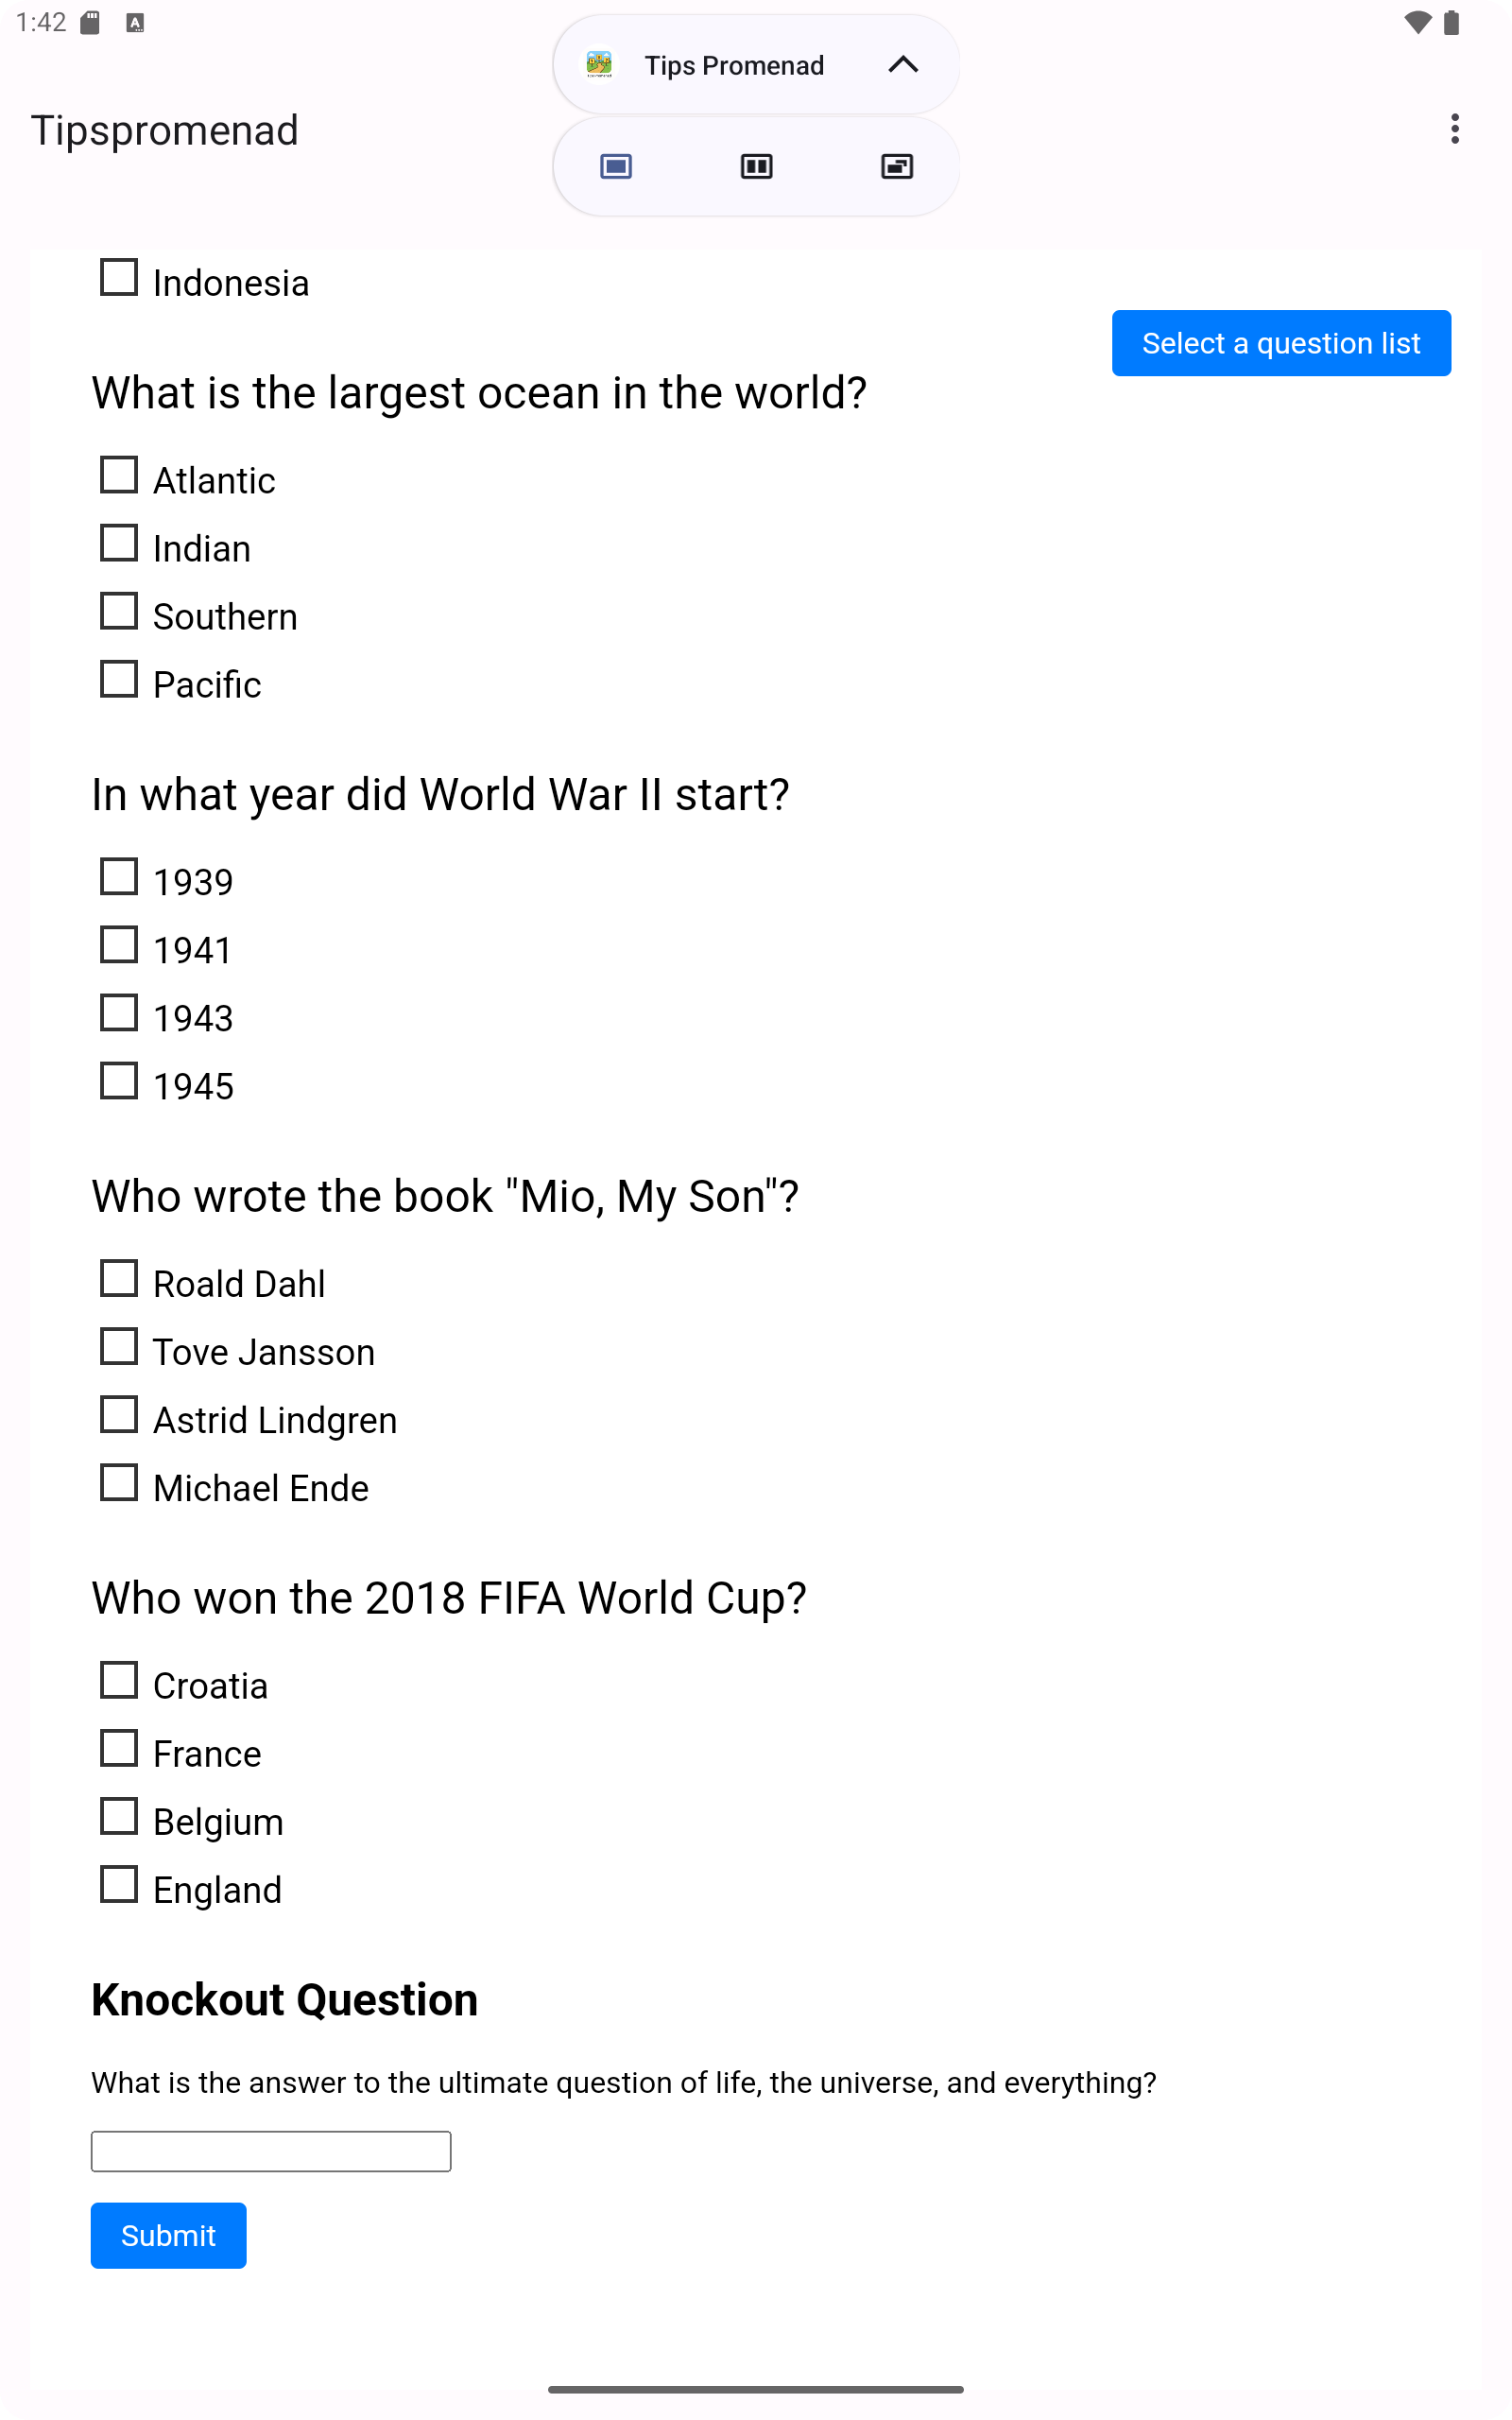 1:42
Tips Promenad
Tipspromenad
Indonesia
Select a question list
What is the largest ocean in the world?
Atlantic
Indian
Southern
Pacific
In what year did World War II start?
1939
1941
1943
1945
Who wrote the book "Mio, My Son"?
Roald Dahl
Tove Jansson
Astrid Lindgren
Michael Ende
Who won the 2018 FIFA World Cup?
Croatia
France
Belgium
England
Knockout Question
What is the answer to the ultimate question of life, the universe, and everything?
Submit